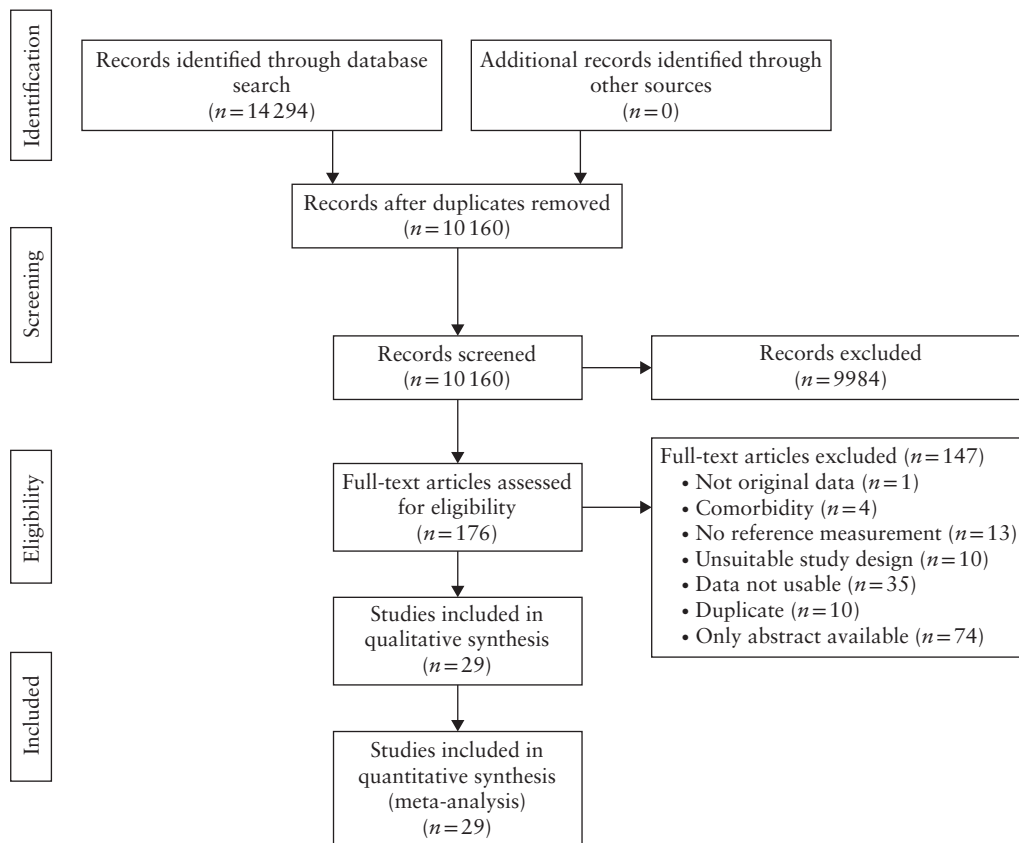 Identification
Records identified through database
search
(n = 14 294)
Additional records identified through
other sources
(n = 0)
Records after duplicates removed
(n = 10 160)
Screening
Records screened
(n = 10 160)
Records excluded
(n = 9984)
Eligibility
Full-text articles assessed
for eligibility
(n = 176)
Full-text articles excluded (n = 147)
• Not original data (n = 1)
• Comorbidity (n = 4)
• No reference measurement (n = 13)
• Unsuitable study design (n = 10)
• Data not usable (n = 35)
• Duplicate (n = 10)
• Only abstract available (n = 74)
Studies included in
qualitative synthesis
(n = 29)
Included
Studies included in
quantitative synthesis
(meta-analysis)
(n = 29)